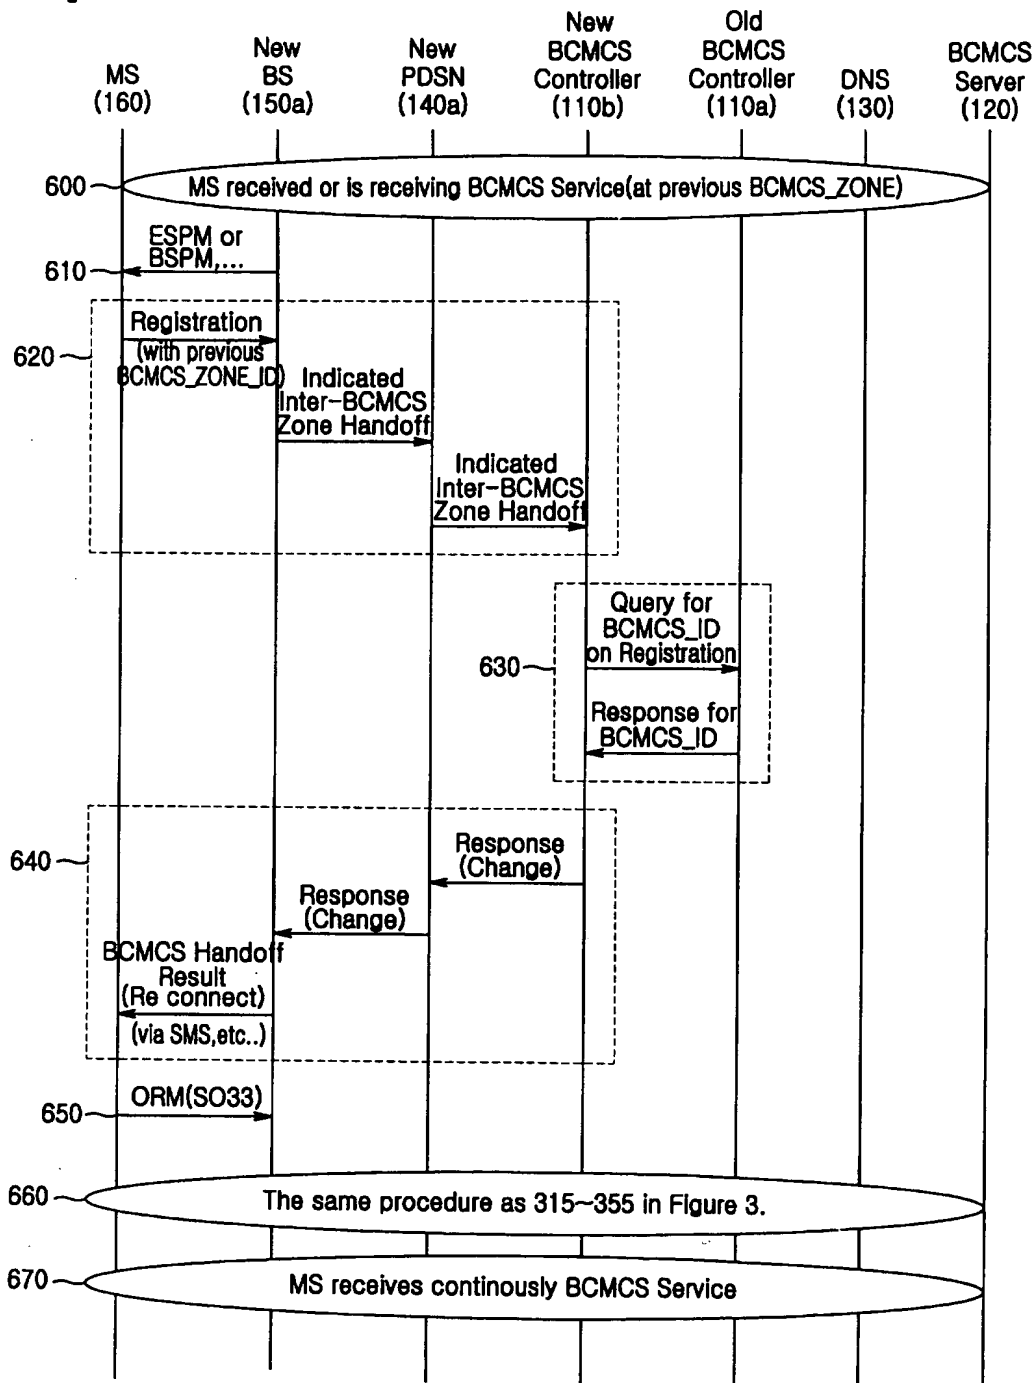 MS
(160)
New
BS
(150a)
New
PDSN
(140a)
New
BCMCS
Controller
(110b)
Old
BCMCS
Controller
(110a)
DNS
(130)
BCMCS
Server
(120)
600
MS received or is receiving BCMCS Service(at previous BCMCS_ZONE)
610
ESPM or
BSPM,...
620
Registration
(with previous
BCMCS_ZONE_ID)
Indicated
Inter-BCMCS
Zone Handoff
Indicated
Inter-BCMCS
Zone Handoff
630
Query for
BCMCS_ID
on Registration
Response for
BCMCS_ID
640
Response
(Change)
Response
(Change)
BCMCS Handoff
Result
(Re connect)
(via SMS,etc..)
650
ORM(SO33)
660
The same procedure as 315~355 in Figure 3.
670
MS receives continously BCMCS Service